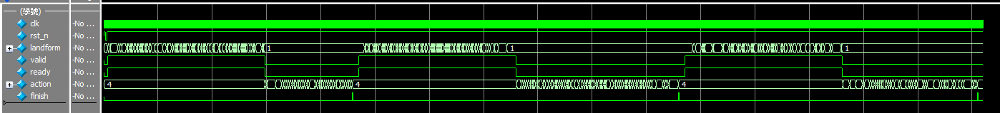 (學號)
clk -No ...
rst_n -No ...
landform -No ... 1 1 1
valid -No ...
ready -No ...
action -No ... 4 4 4
finish -No ...